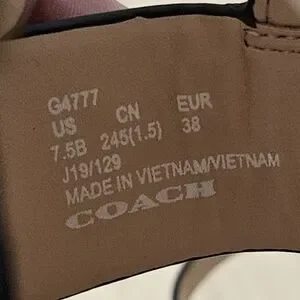 G4777
US CN EUR
7.5B 245(1.5) 38
J19/129
MADE IN VIETNAM/VIETNAM
COACH